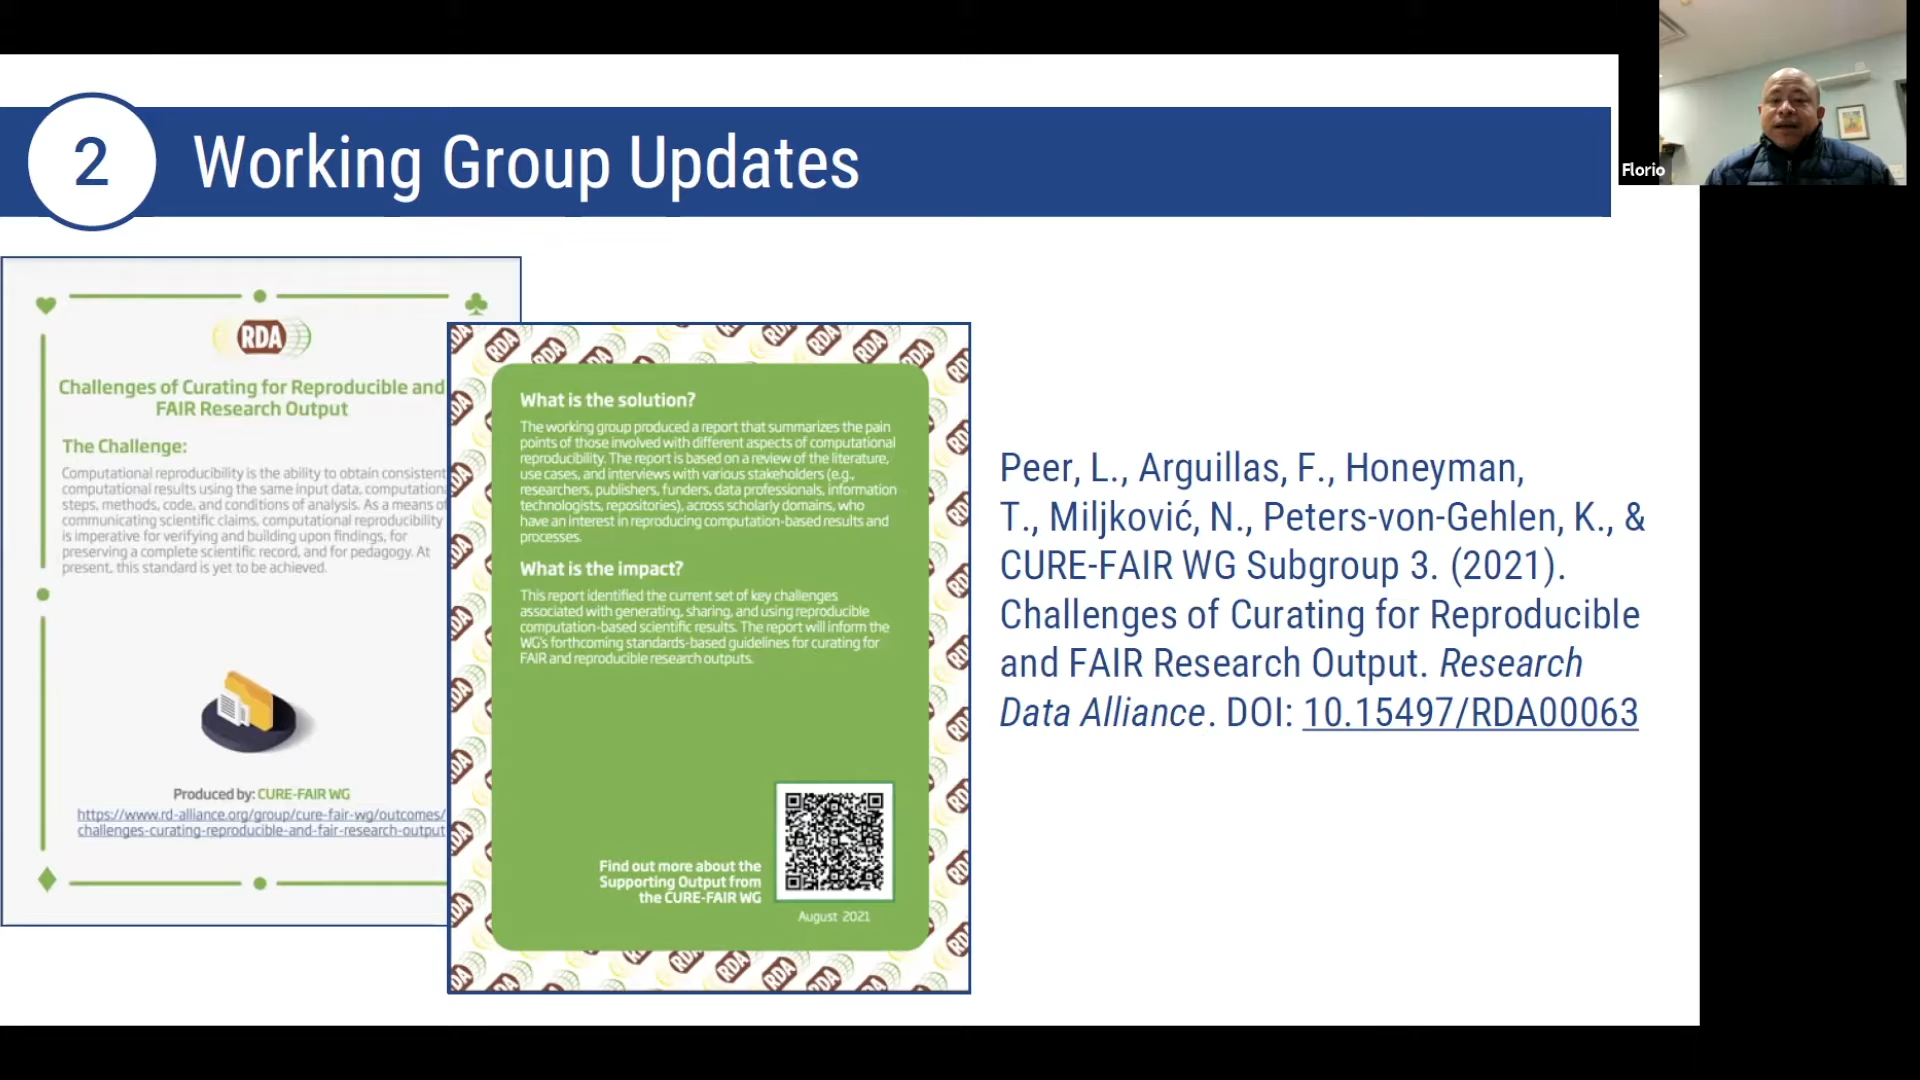 2
Working Group Updates
Florio
RDA
Challenges of Curating for Reproducible and
FAIR Research Output
The Challenge:
Computational reproducibility is the ability to obtain consistent
computational results using the same input data,
steps, methods, code, and conditions of analysis. As a means
communicating scientific claims, computational reproducibility
is imperative for verifying and building upon findings, for
preserving a complete scientific record, and for pedagogy. At
present, this standard is yet to be achieved.
Produced by: CURE-FAIR WG
https://www.rd-alliance.org/group/cure-fair-wg/outcomes/
challenges-curating-reproducible-and-fair-research-output
What is the solution?
The working group produced a report that summarizes the pain
points of those involved with different aspects of computational
reproducibility. The report is based on a review of the literature,
use cases, and interviews with various stakeholders (e.g.,
researchers, publishers, funders, data professionals, information
technologists, repositories), across scholarly domains, who
have an interest in reproducing computation-based results and
processes.
What is the impact?
This report identified the current set of key challenges
associated with generating, sharing, and using reproducible
computation-based scientific results. The report will inform the
WG's forthcoming standards-based guidelines for curating for
FAIR and reproducible research outputs.
Find out more about the
Supporting Output from
the CURE-FAIR WG
August 2021
Peer, L., Arguillas, F., Honeyman,
T., Miljković, N., Peters-von-Gehlen, K., &
CURE-FAIR WG Subgroup 3. (2021).
Challenges of Curating for Reproducible
and FAIR Research Output. Research
Data Alliance. DOI: 10.15497/RDA00063